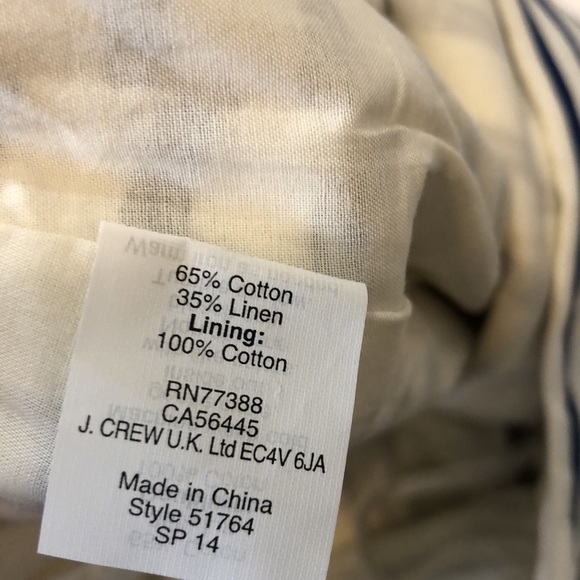 65% Cotton
35% Linen
Lining:
100% Cotton
RN77388
CA56445
J. CREW U.K. Ltd EC4V 6JA
Made in China
Style 51764
SP 14